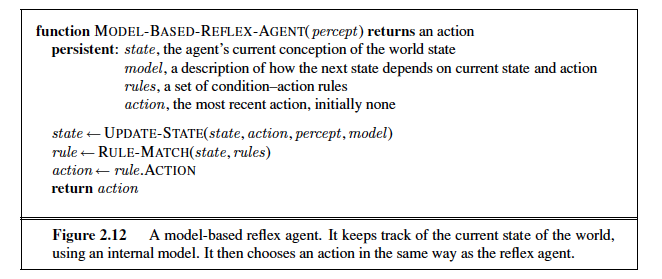 function MODEL-BASED-REFLEX-AGENT(percept) returns an action
persistent: state, the agent's current conception of the world state
model, a description of how the next state depends on current state and action
rules, a set of condition–action rules
action, the most recent action, initially none
state ← UPDATE-STATE(state, action, percept, model)
rule ← RULE-MATCH(state, rules)
action ← rule.ACTION
return action
Figure 2.12 A model-based reflex agent. It keeps track of the current state of the world,
using an internal model. It then chooses an action in the same way as the reflex agent.